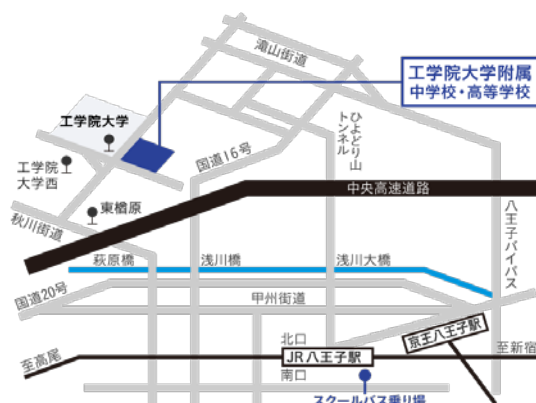 滝山街道
工学院大学附属
中学校・高等学校
工学院大学
ひよどり山
トンネル
国道16号
工学院
大学西
中央高速道路
東楢原
秋川街道
八王子バイパス
萩原橋
浅川橋
浅川大橋
国道20号
甲州街道
北口
京王八王子駅
JR八王子駅
至新宿
至高尾
南口
スクールバス乗り場